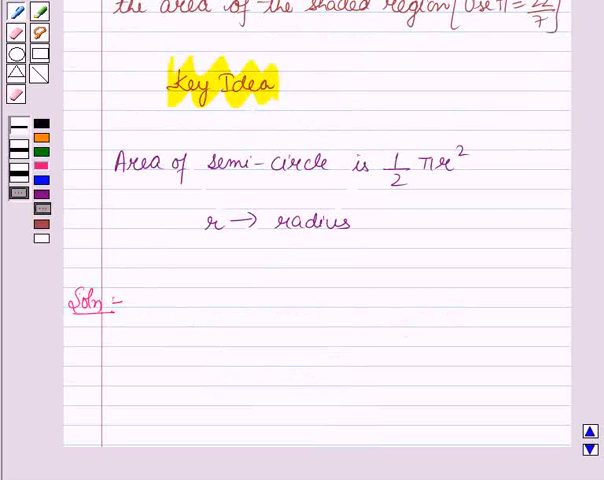 the area of the shaded region [Use π = 22/7]
Key Idea
Area of semi-circle is 1/2 πr²
r → radius
Soln :-